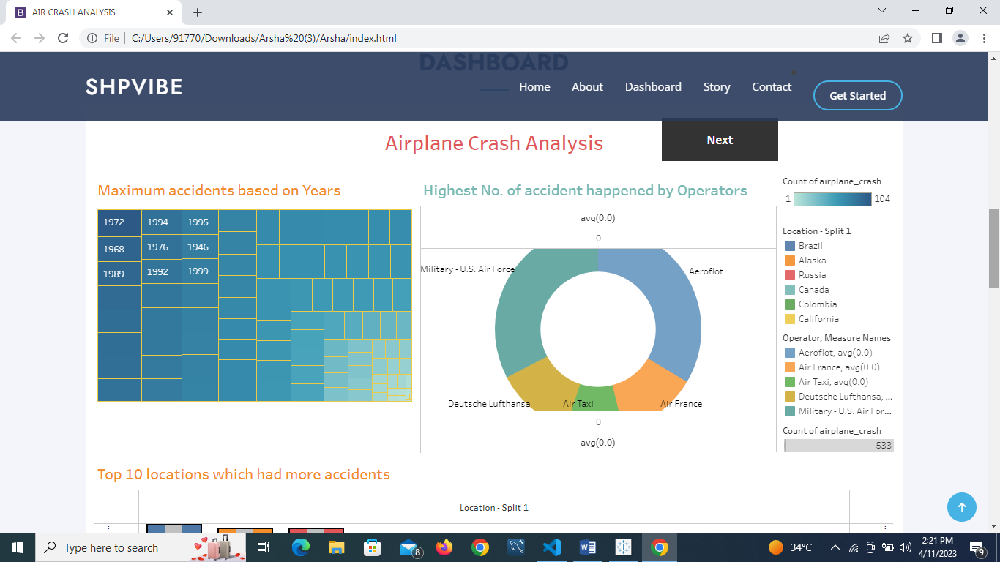 AIR CRASH ANALYSIS
File
C:/Users/91770/Downloads/Arsha%20(3)/Arsha/index.html
DASHBOARD
SHPVIBE
Home
About
Dashboard
Story
Contact
Get Started
Airplane Crash Analysis
Next
Maximum accidents based on Years
1972
1994
1995
1968
1976
1946
1989
1992
1999
Highest No. of accident happened by Operators
avg(0.0)
0
Military - U.S. Air Force
Aeroflot
Deutsche Lufthansa
Air Taxi
Air France
0
avg(0.0)
Count of airplane_crash
1
104
Location - Split 1
Brazil
Alaska
Russia
Canada
Colombia
California
Operator, Measure Names
Aeroflot, avg(0.0)
Air France, avg(0.0)
Air Taxi, avg(0.0)
Deutsche Lufthansa, ...
Military - U.S. Air For...
Count of airplane_crash
533
Top 10 locations which had more accidents
Location - Split 1
Type here to search
8
34°C
2:21 PM
4/11/2023
9